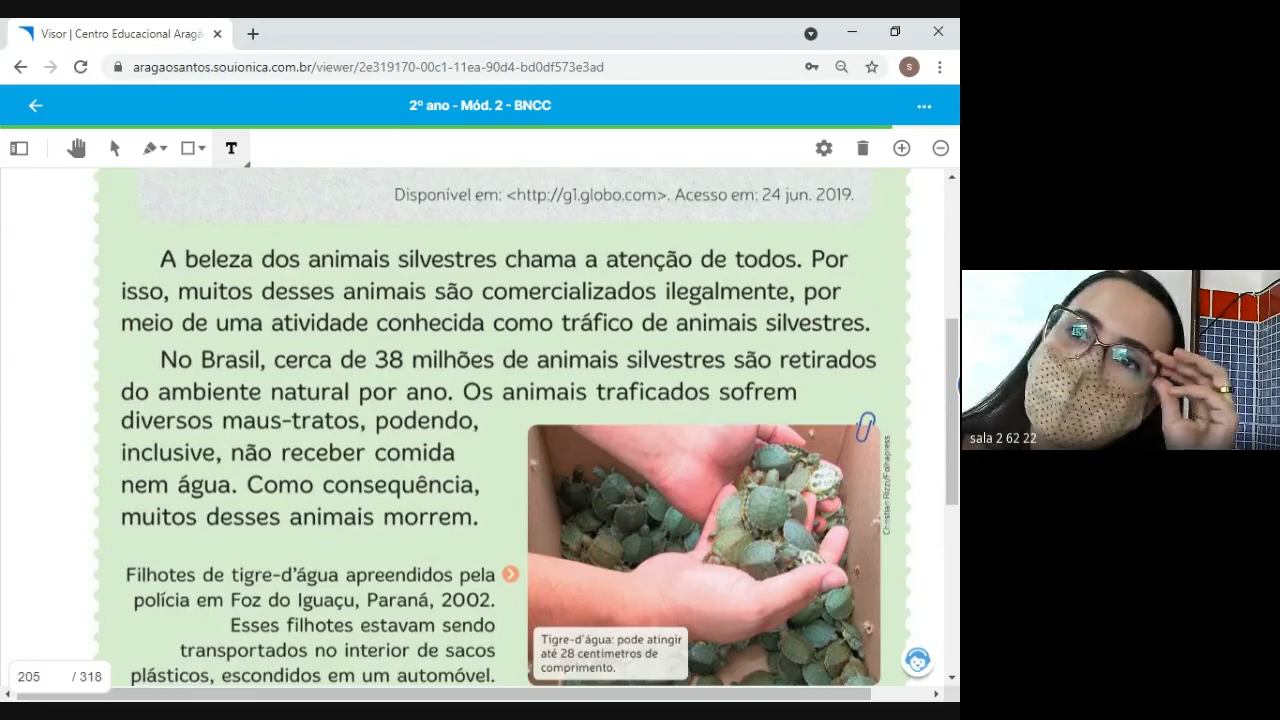 Visor | Centro Educacional Aragã
aragaosantos.souionica.com.br/viewer/2e319170-00c1-11ea-90d4-bd0df573e3ad
S
2º ano - Mód. 2 - BNCC
T
Disponível em: <http://g1.globo.com>. Acesso em: 24 jun. 2019.
A beleza dos animais silvestres chama a atenção de todos. Por
isso, muitos desses animais são comercializados ilegalmente, por
meio de uma atividade conhecida como tráfico de animais silvestres.
No Brasil, cerca de 38 milhões de animais silvestres são retirados
do ambiente natural por ano. Os animais traficados sofrem
diversos maus-tratos, podendo,
inclusive, não receber comida
nem água. Como consequência,
muitos desses animais morrem.
Filhotes de tigre-d'água apreendidos pela
polícia em Foz do Iguaçu, Paraná, 2002.
Esses filhotes estavam sendo
transportados no interior de sacos
plásticos, escondidos em um automóvel.
Tigre-d'água: pode atingir
até 28 centímetros de
comprimento.
Christian Rizzi/Folhapress
205 / 318
sala 2 62 22